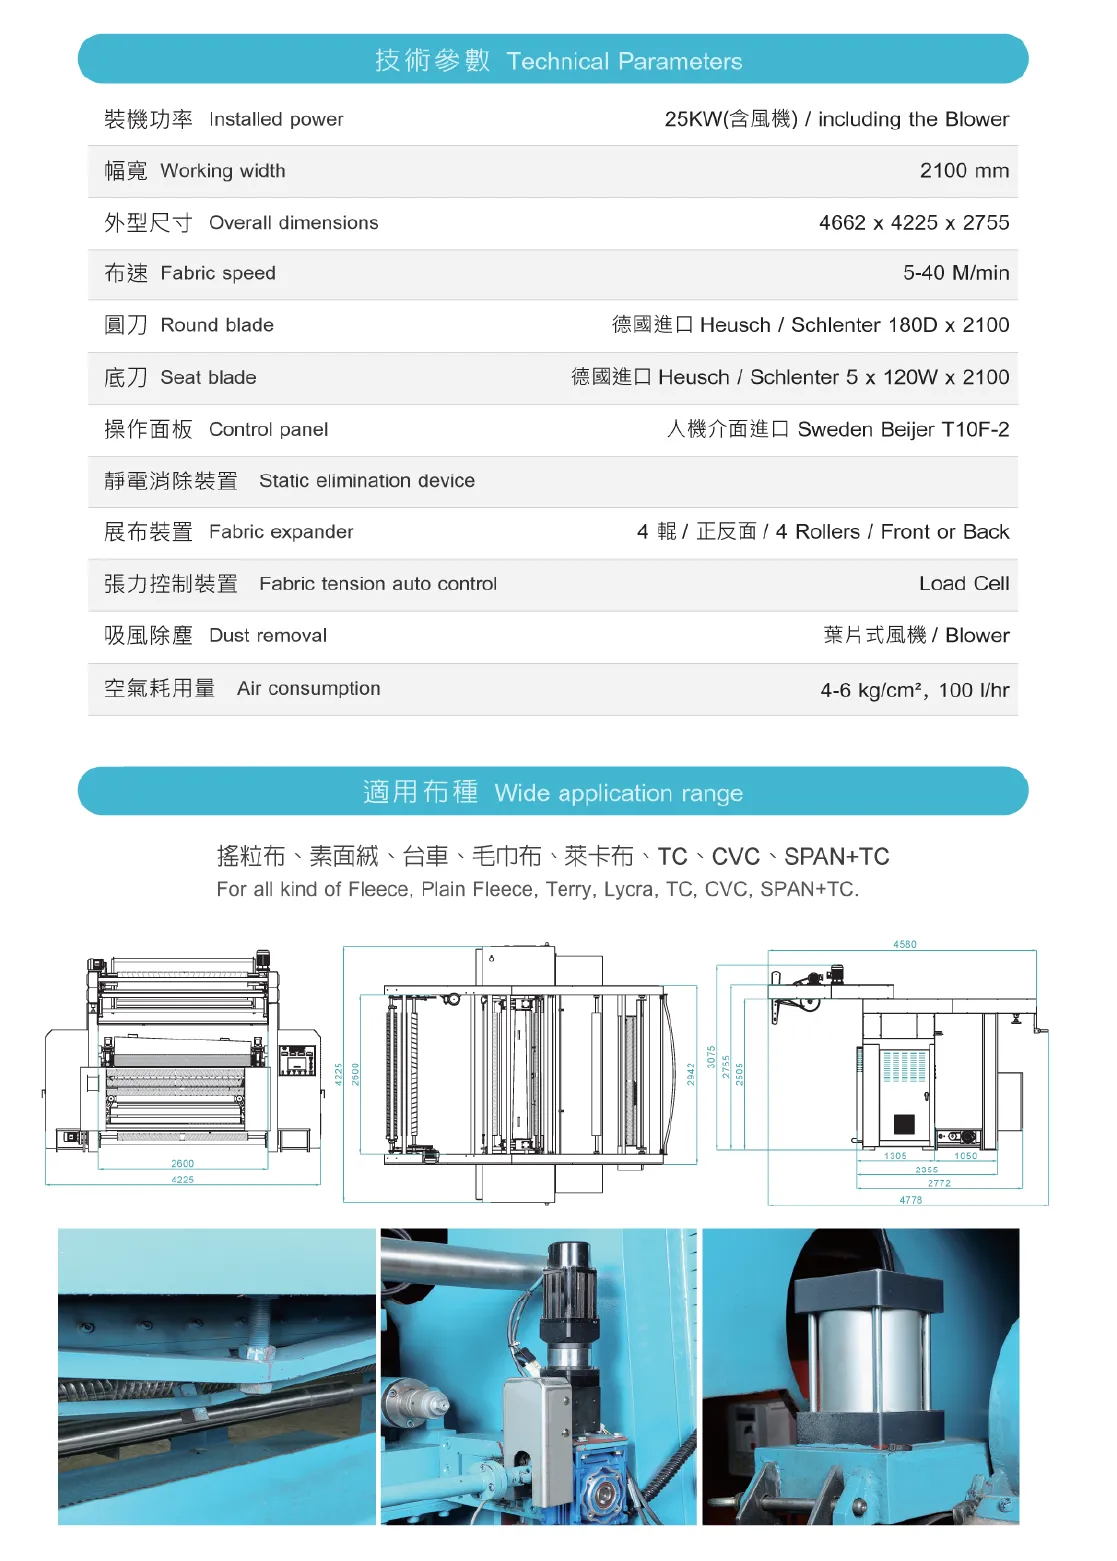 技術參數 Technical Parameters
裝機功率 Installed power 25KW(含風機) / including the Blower
幅寬 Working width 2100 mm
外型尺寸 Overall dimensions 4662 x 4225 x 2755
布速 Fabric speed 5-40 M/min
圓刀 Round blade 德國進口 Heusch / Schlenter 180D x 2100
底刀 Seat blade 德國進口 Heusch / Schlenter 5 x 120W x 2100
操作面板 Control panel 人機介面進口 Sweden Beijer T10F-2
靜電消除裝置 Static elimination device
展布裝置 Fabric expander 4 輥 / 正反面 / 4 Rollers / Front or Back
張力控制裝置 Fabric tension auto control Load Cell
吸風除塵 Dust removal 葉片式風機 / Blower
空氣耗用量 Air consumption 4-6 kg/cm², 100 l/hr
適用布種 Wide application range
搖粒布、素面絨、台車、毛巾布、萊卡布、TC、CVC、SPAN+TC
For all kind of Fleece, Plain Fleece, Terry, Lycra, TC, CVC, SPAN+TC.
2600
4225
4225
2600
2942
4580
3075
2755
2505
1305
1050
2355
2772
4778